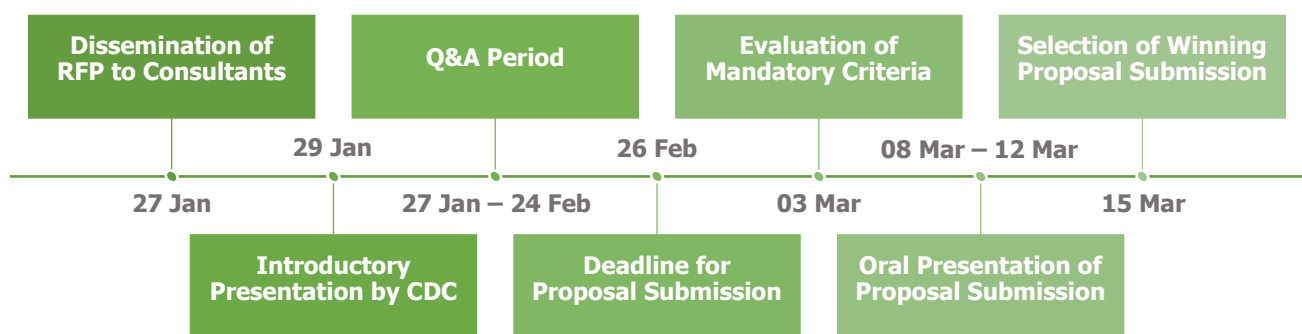 Dissemination of
RFP to Consultants
Q&A Period
Evaluation of
Mandatory Criteria
Selection of Winning
Proposal Submission
29 Jan
26 Feb
08 Mar – 12 Mar
27 Jan
27 Jan – 24 Feb
03 Mar
15 Mar
Introductory
Presentation by CDC
Deadline for
Proposal Submission
Oral Presentation of
Proposal Submission